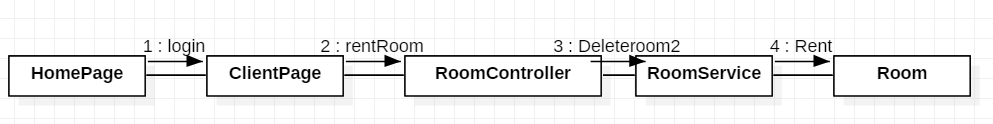 1 : login
2 : rentRoom
3 : Deleteroom2
4 : Rent
HomePage
ClientPage
RoomController
RoomService
Room